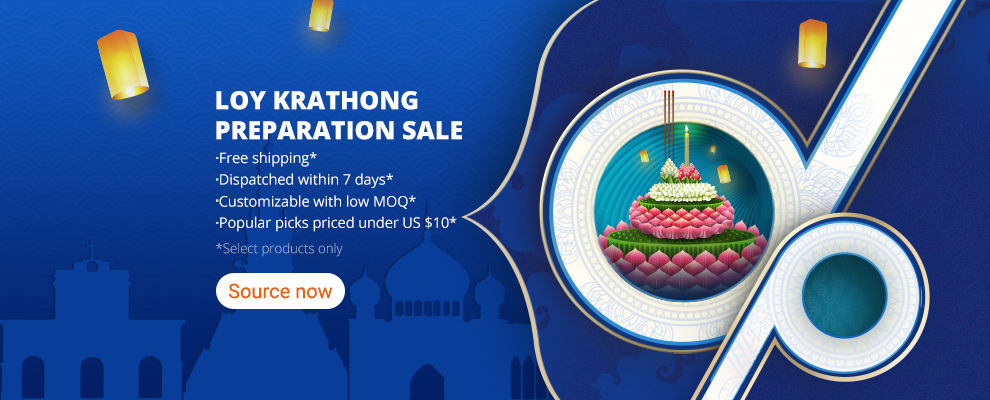 LOY KRATHONG
PREPARATION SALE
·Free shipping*
·Dispatched within 7 days*
·Customizable with low MOQ*
·Popular picks priced under US $10*
*Select products only
Source now